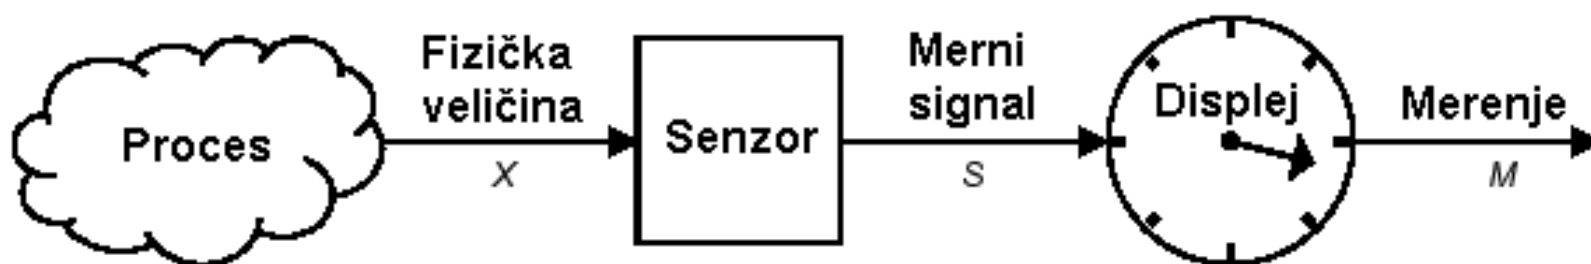 Proces
Fizička
veličina
X
Senzor
Merni
signal
S
Displej
Merenje
M